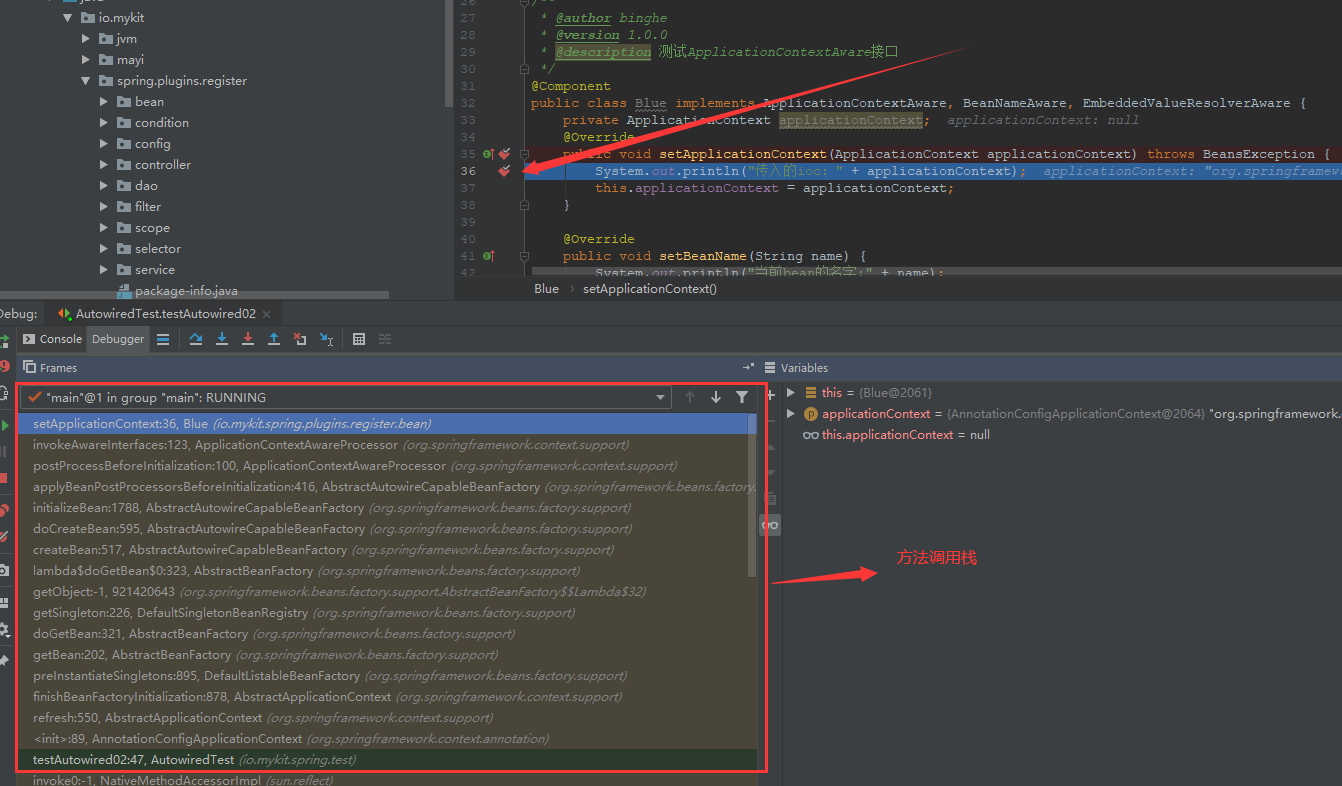 java
io.mykit
jvm
mayi
spring.plugins.register
bean
condition
config
controller
dao
filter
scope
selector
service
package-info.java
26 /**
27 * @author binghe
28 * @version 1.0.0
29 * @description 测试ApplicationContextAware接口
30 */
31 @Component
32 public class Blue implements ApplicationContextAware, BeanNameAware, EmbeddedValueResolverAware {
33 private ApplicationContext applicationContext; applicationContext: null
34 @Override
35 public void setApplicationContext(ApplicationContext applicationContext) throws BeansException {
36 System.out.println("传入的ioc: " + applicationContext); applicationContext: "org.springframewo
37 this.applicationContext = applicationContext;
38 }
39
40 @Override
41 public void setBeanName(String name) {
42 System.out.println("当前bean的名字:" + name);
Blue setApplicationContext()
Debug: AutowiredTest.testAutowired02
Console Debugger
Frames
"main"@1 in group "main": RUNNING
setApplicationContext:36, Blue (io.mykit.spring.plugins.register.bean)
invokeAwareInterfaces:123, ApplicationContextAwareProcessor (org.springframework.context.support)
postProcessBeforeInitialization:100, ApplicationContextAwareProcessor (org.springframework.context.support)
applyBeanPostProcessorsBeforeInitialization:416, AbstractAutowireCapableBeanFactory (org.springframework.beans.factory.
initializeBean:1788, AbstractAutowireCapableBeanFactory (org.springframework.beans.factory.support)
doCreateBean:595, AbstractAutowireCapableBeanFactory (org.springframework.beans.factory.support)
createBean:517, AbstractAutowireCapableBeanFactory (org.springframework.beans.factory.support)
lambda$doGetBean$0:323, AbstractBeanFactory (org.springframework.beans.factory.support)
getObject:-1, 921420643 (org.springframework.beans.factory.support.AbstractBeanFactory$$Lambda$32)
getSingleton:226, DefaultSingletonBeanRegistry (org.springframework.beans.factory.support)
doGetBean:321, AbstractBeanFactory (org.springframework.beans.factory.support)
getBean:202, AbstractBeanFactory (org.springframework.beans.factory.support)
preInstantiateSingletons:895, DefaultListableBeanFactory (org.springframework.beans.factory.support)
finishBeanFactoryInitialization:878, AbstractApplicationContext (org.springframework.context.support)
refresh:550, AbstractApplicationContext (org.springframework.context.support)
<init>:89, AnnotationConfigApplicationContext (org.springframework.context.annotation)
testAutowired02:47, AutowiredTest (io.mykit.spring.test)
invoke0:-1, NativeMethodAccessorImpl (sun.reflect)
Variables
this = {Blue@2061}
applicationContext = {AnnotationConfigApplicationContext@2064} "org.springframework.
this.applicationContext = null
方法调用栈